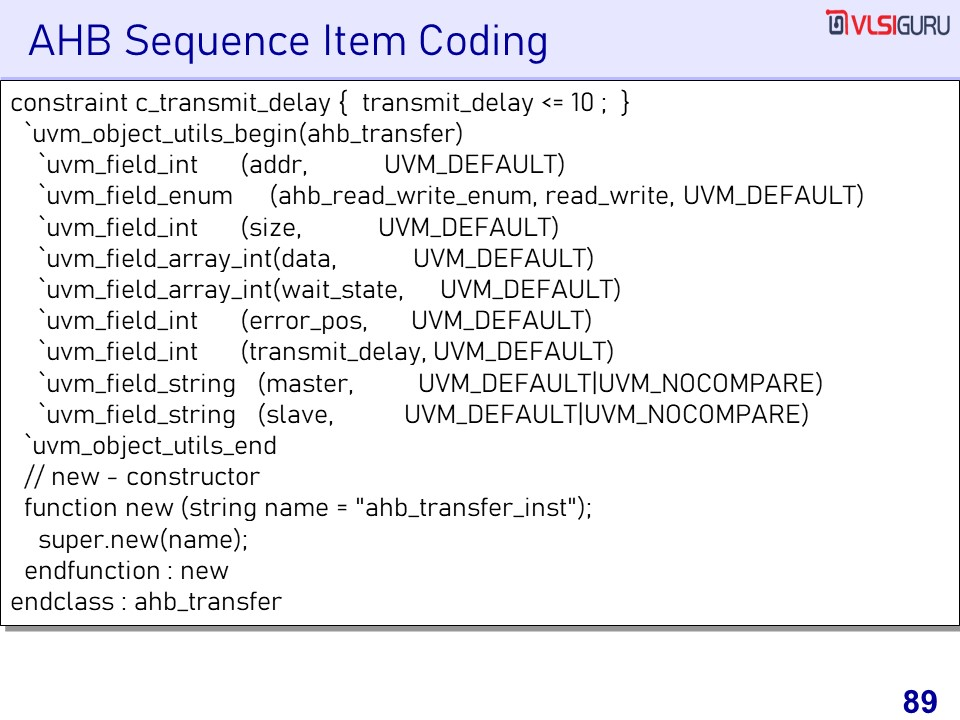 AHB Sequence Item Coding
VLSIGURU
constraint c_transmit_delay {  transmit_delay <= 10 ;  }
`uvm_object_utils_begin(ahb_transfer)
`uvm_field_int (addr, UVM_DEFAULT)
`uvm_field_enum (ahb_read_write_enum, read_write, UVM_DEFAULT)
`uvm_field_int (size, UVM_DEFAULT)
`uvm_field_array_int(data, UVM_DEFAULT)
`uvm_field_array_int(wait_state, UVM_DEFAULT)
`uvm_field_int (error_pos, UVM_DEFAULT)
`uvm_field_int (transmit_delay, UVM_DEFAULT)
`uvm_field_string (master, UVM_DEFAULT|UVM_NOCOMPARE)
`uvm_field_string (slave, UVM_DEFAULT|UVM_NOCOMPARE)
`uvm_object_utils_end
// new - constructor
function new (string name = "ahb_transfer_inst");
super.new(name);
endfunction : new
endclass : ahb_transfer
89